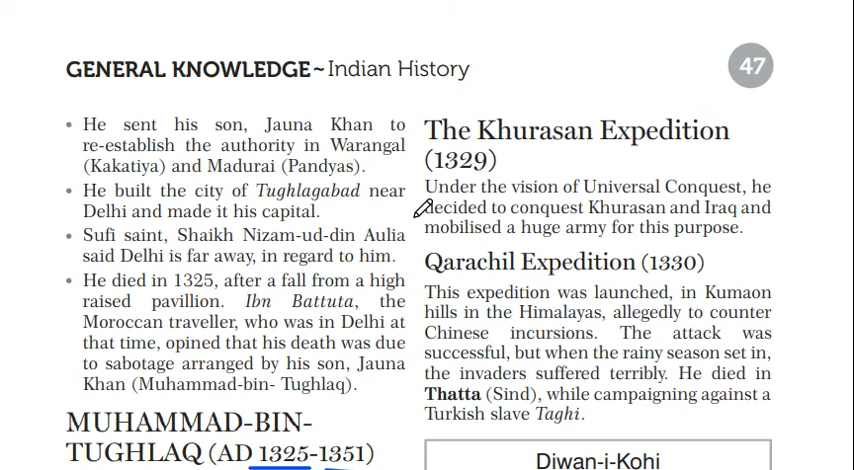 GENERAL KNOWLEDGE~Indian History
47
• He sent his son, Jauna Khan to
re-establish the authority in Warangal
(Kakatiya) and Madurai (Pandyas).
• He built the city of Tughlagabad near
Delhi and made it his capital.
• Sufi saint, Shaikh Nizam-ud-din Aulia
said Delhi is far away, in regard to him.
• He died in 1325, after a fall from a high
raised pavillion. Ibn Battuta, the
Moroccan traveller, who was in Delhi at
that time, opined that his death was due
to sabotage arranged by his son, Jauna
Khan (Muhammad-bin- Tughlaq).
MUHAMMAD-BIN-
TUGHLAQ (AD 1325-1351)
The Khurasan Expedition
(1329)
Under the vision of Universal Conquest, he
decided to conquest Khurasan and Iraq and
mobilised a huge army for this purpose.
Qarachil Expedition (1330)
This expedition was launched, in Kumaon
hills in the Himalayas, allegedly to counter
Chinese incursions. The attack was
successful, but when the rainy season set in,
the invaders suffered terribly. He died in
Thatta (Sind), while campaigning against a
Turkish slave Taghi.
Diwan-i-Kohi